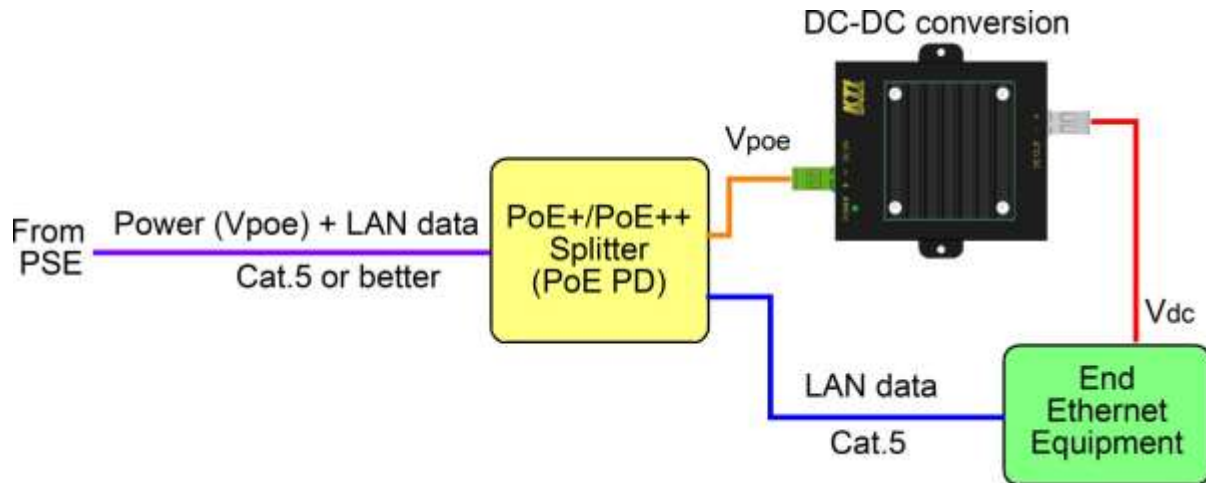 DC-DC conversion
KTI
Vpoe
From
PSE
Power (Vpoe) + LAN data
Cat.5 or better
PoE+/PoE++
Splitter
(PoE PD)
Vdc
LAN data
Cat.5
End
Ethernet
Equipment